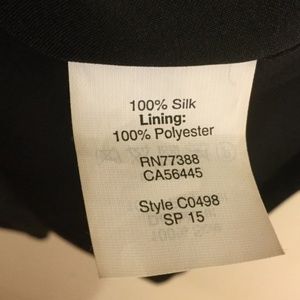 100% Silk
Lining:
100% Polyester
RN77388
CA56445
Style C0498
SP 15